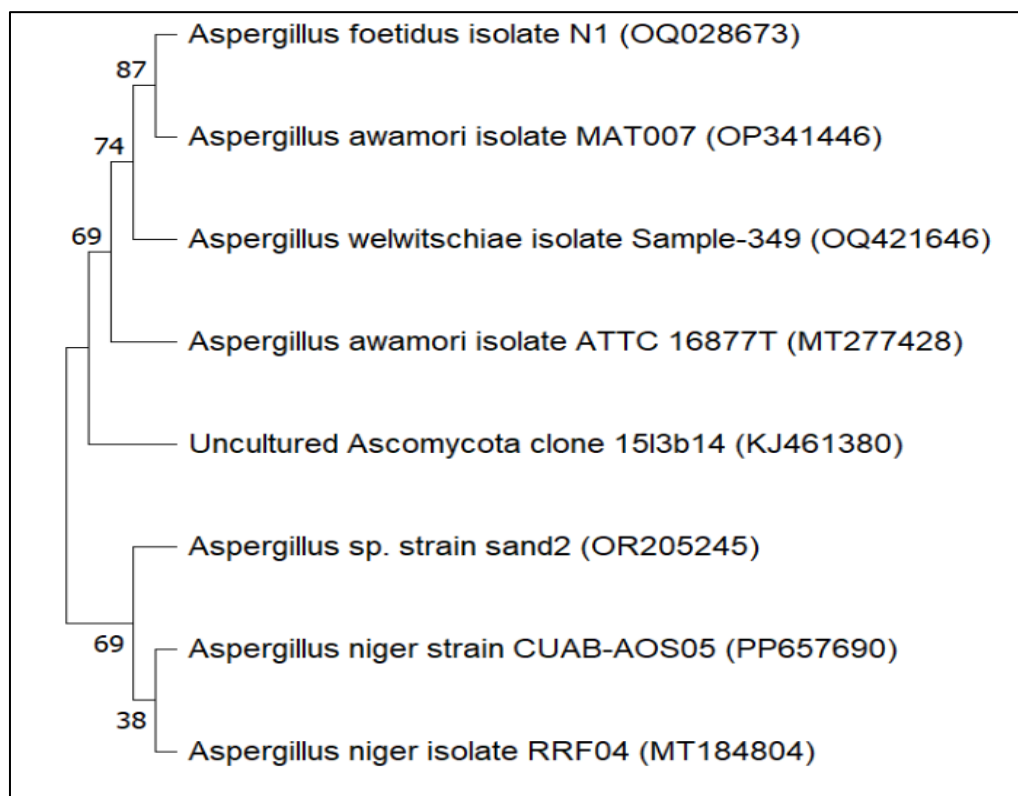 Aspergillus foetidus isolate N1 (OQ028673)
87
Aspergillus awamori isolate MAT007 (OP341446)
74
Aspergillus welwitschiae isolate Sample-349 (OQ421646)
69
Aspergillus awamori isolate ATTC 16877T (MT277428)
Uncultured Ascomycota clone 15l3b14 (KJ461380)
Aspergillus sp. strain sand2 (OR205245)
69
Aspergillus niger strain CUAB-AOS05 (PP657690)
38
Aspergillus niger isolate RRF04 (MT184804)